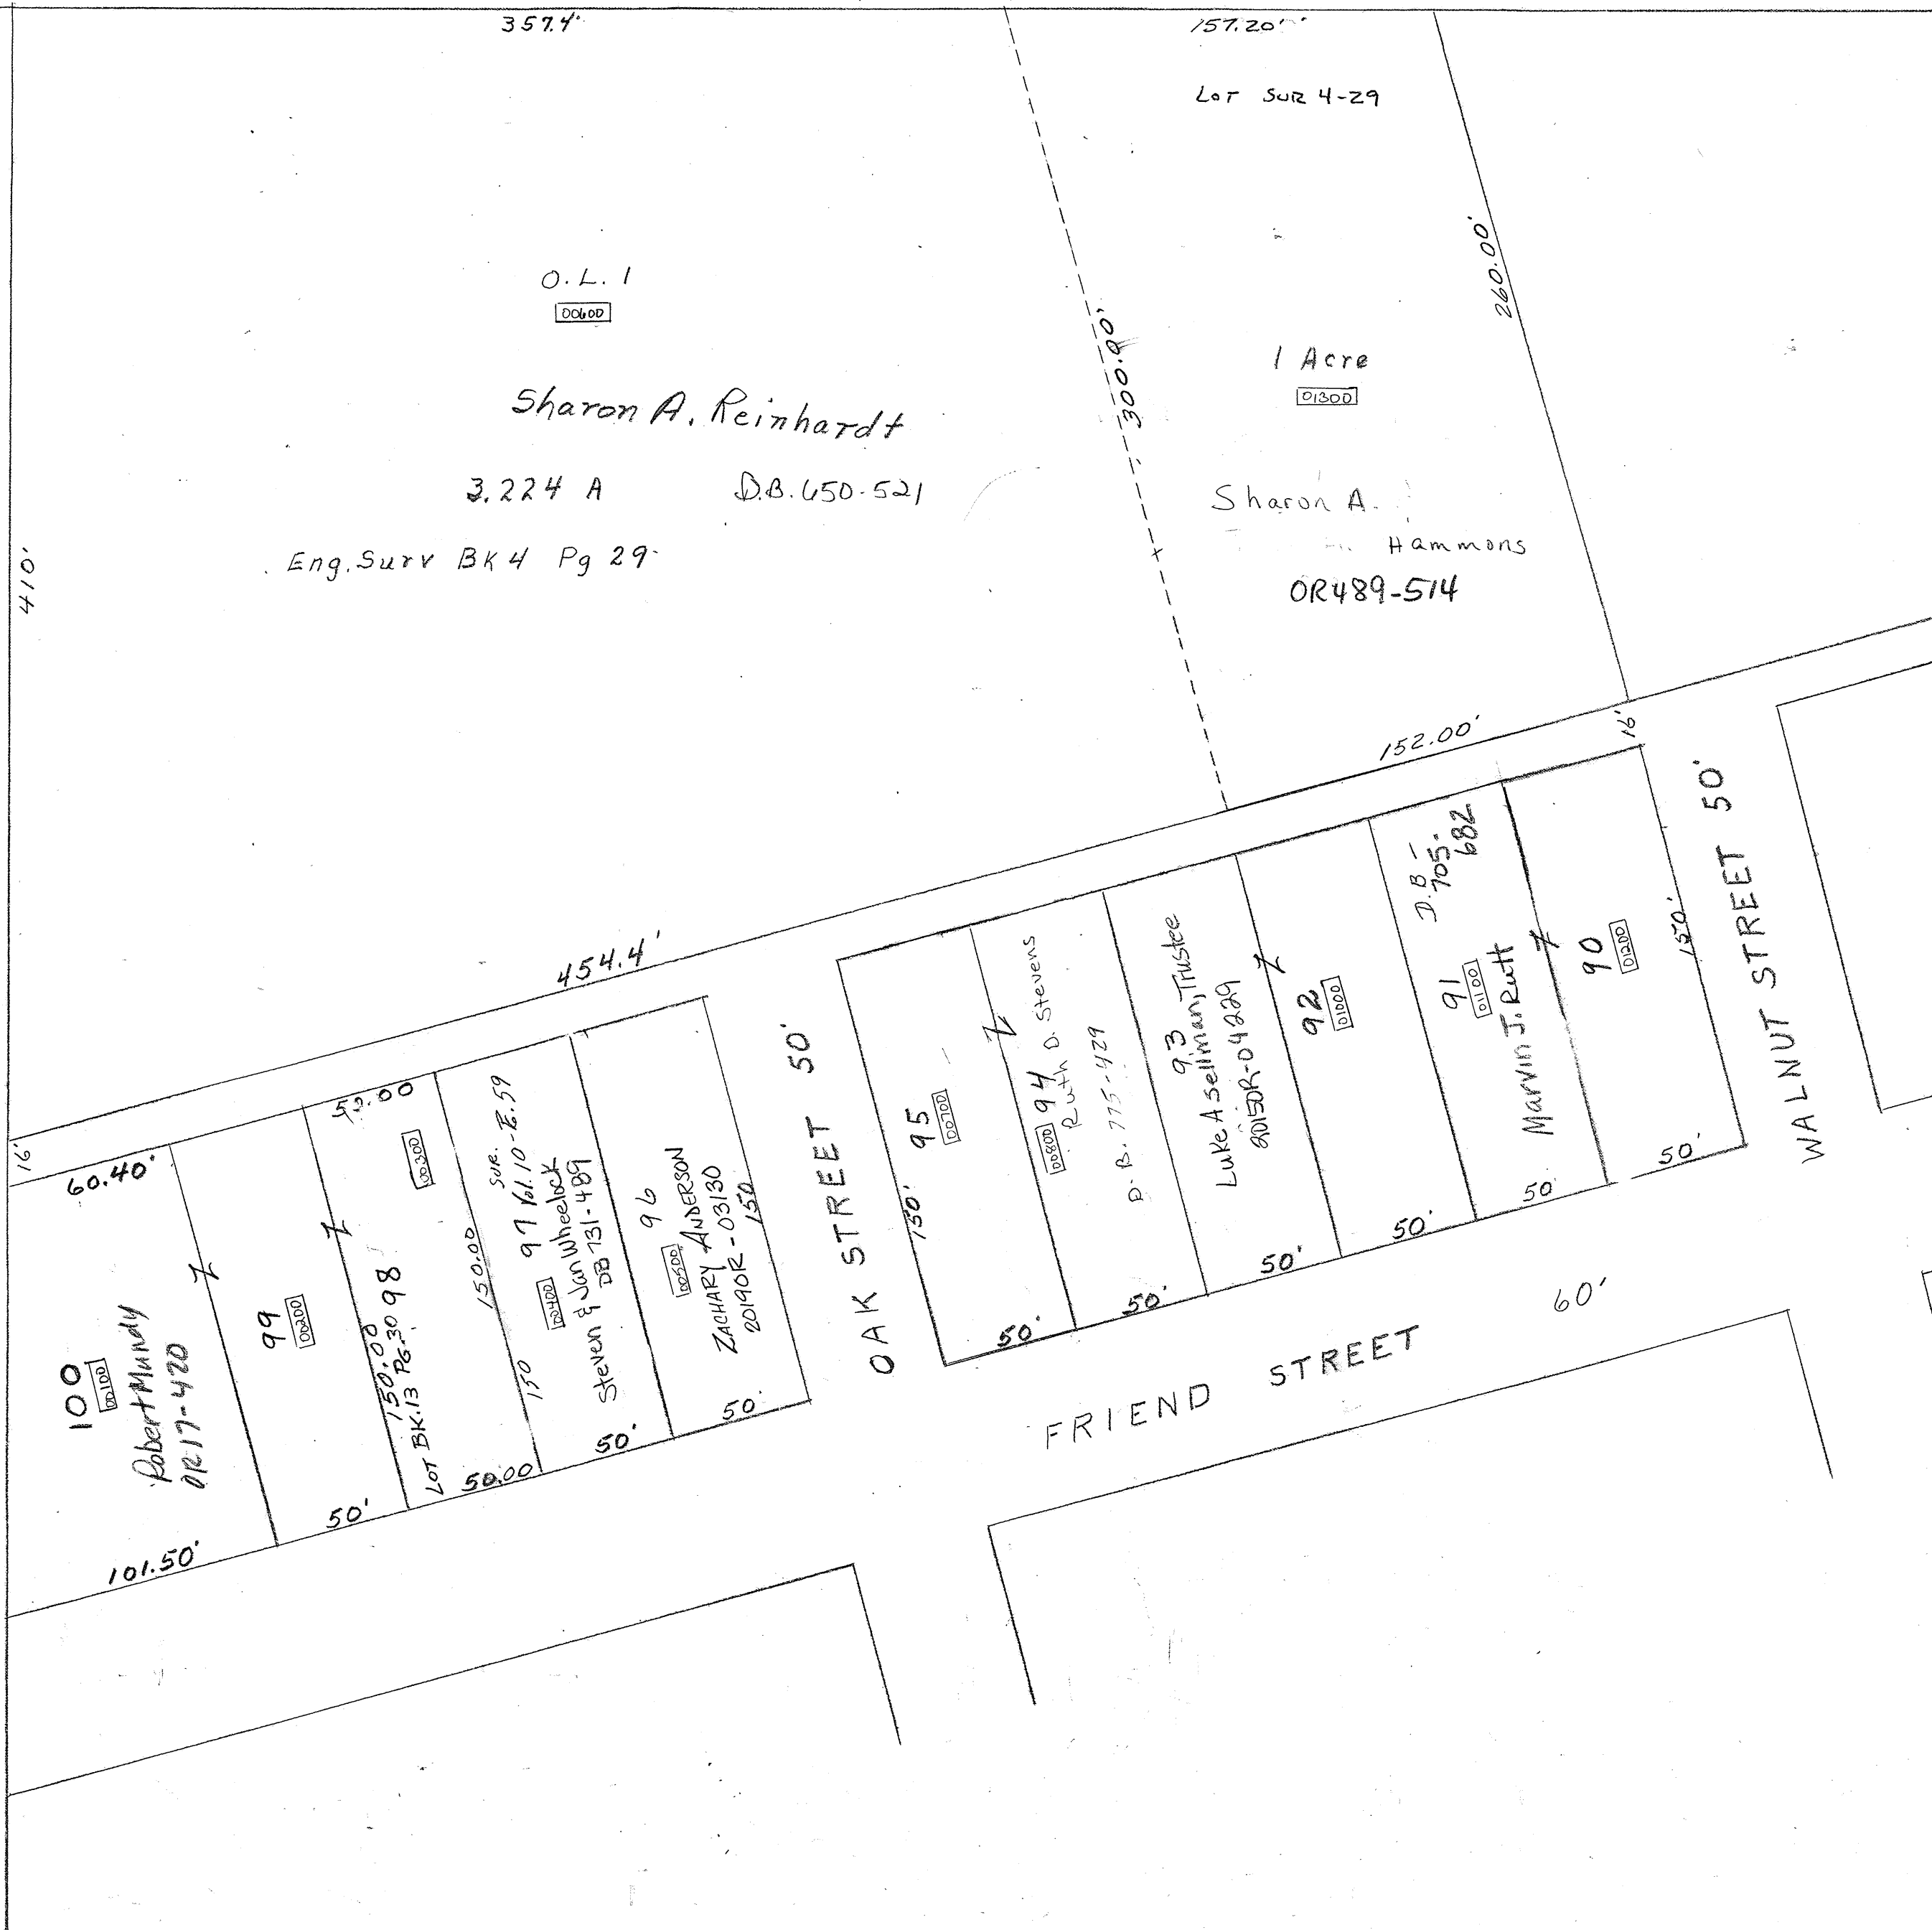 357.4'
157.20'
LOT SUR 4-29
O.L. 1
00600
Sharon A. Reinhardt
3.224 A
D.B. 650-521
Eng. Surv BK 4 Pg 29
410'
300.00'
260.00'
1 Acre
01300
Sharon A.
Hammons
OR489-514
152.00'
16'
454.4'
16'
60.40'
100
00100
Robert Mundy
OR17-420
101.50'
99
00200
50'
50.00
00300
150.00
LOT BK.13 PG.30 98
50.00
150.00
SUR.
97 Vol. 10-P. 59
00400
Steven & Jan Wheelock
DB 731-489
150
50'
96
00500
ZACHARY ANDERSON
2019OR-03130
150
50
OAK STREET 50'
95
00700
150'
50'
00800 94
Ruth D. Stevens
D.B. 775-429
50'
93
Luke A Selliman, Trustee
2015OR-04229
50'
92
01000
50'
D.B-
705-
682
91
01100
Marvin J. Rutt
50
90
01200
150'
50'
WALNUT STREET 50'
FRIEND STREET 60'